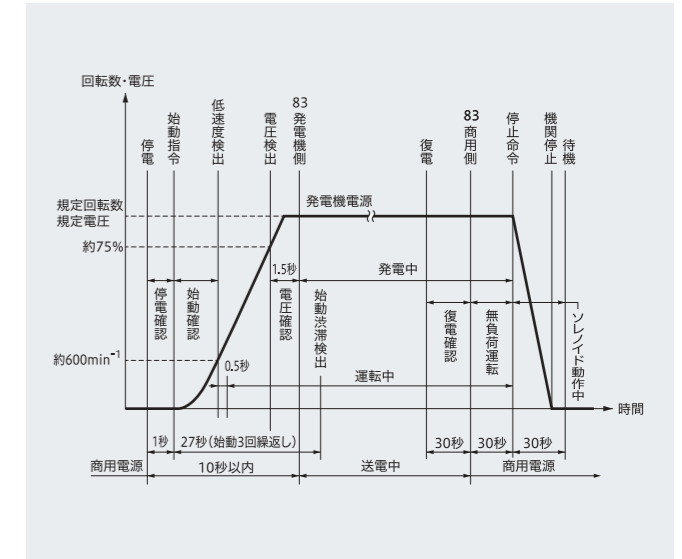 回転数・電圧
停電
始動指令
低速度検出
電圧検出
83
発電機側
復電
83
商用側
停止命令
機関停止
待機
規定回転数
規定電圧
発電機電源
約75%
1.5秒
発電中
停電確認
始動確認
電圧確認
始動渋滞検出
復電確認
無負荷運転
ソレノイド動作中
約600min⁻¹
0.5秒
運転中
時間
1秒
27秒(始動3回繰返し)
30秒
30秒
30秒
商用電源
10秒以内
送電中
商用電源